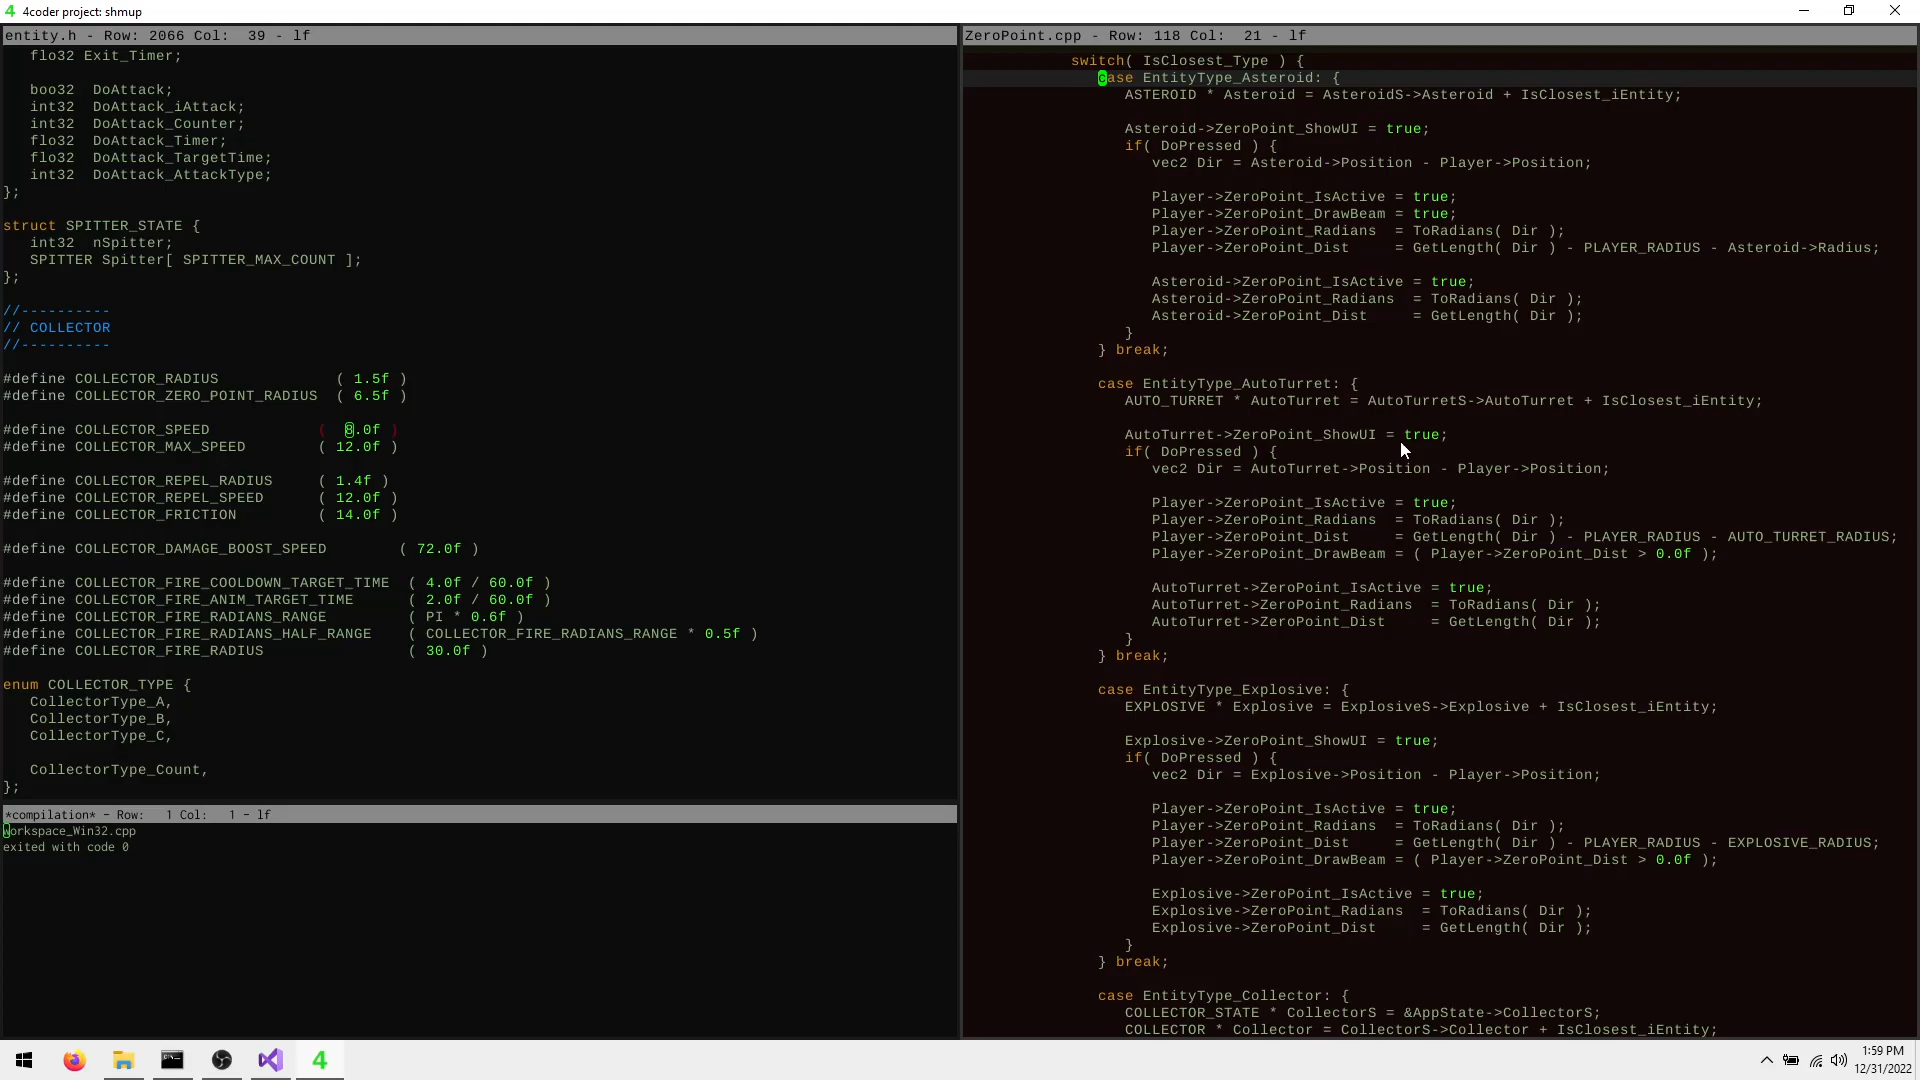 4 4coder project: shmup
entity.h - Row: 2066 Col:  39 - lf
flo32 Exit_Timer;
boo32  DoAttack;
int32  DoAttack_iAttack;
int32  DoAttack_Counter;
flo32  DoAttack_Timer;
flo32  DoAttack_TargetTime;
int32  DoAttack_AttackType;
};
struct SPITTER_STATE {
int32  nSpitter;
SPITTER Spitter[ SPITTER_MAX_COUNT ];
};
//----------
// COLLECTOR
//----------
#define COLLECTOR_RADIUS             ( 1.5f )
#define COLLECTOR_ZERO_POINT_RADIUS  ( 6.5f )
#define COLLECTOR_SPEED            (  8.0f )
#define COLLECTOR_MAX_SPEED        ( 12.0f )
#define COLLECTOR_REPEL_RADIUS     ( 1.4f )
#define COLLECTOR_REPEL_SPEED      ( 12.0f )
#define COLLECTOR_FRICTION         ( 14.0f )
#define COLLECTOR_DAMAGE_BOOST_SPEED        ( 72.0f )
#define COLLECTOR_FIRE_COOLDOWN_TARGET_TIME  ( 4.0f / 60.0f )
#define COLLECTOR_FIRE_ANIM_TARGET_TIME      ( 2.0f / 60.0f )
#define COLLECTOR_FIRE_RADIANS_RANGE         ( PI * 0.6f )
#define COLLECTOR_FIRE_RADIANS_HALF_RANGE    ( COLLECTOR_FIRE_RADIANS_RANGE * 0.5f )
#define COLLECTOR_FIRE_RADIUS                ( 30.0f )
enum COLLECTOR_TYPE {
CollectorType_A,
CollectorType_B,
CollectorType_C,
CollectorType_Count,
};
*compilation* - Row:   1 Col:   1 - lf
workspace_Win32.cpp
exited with code 0
ZeroPoint.cpp - Row: 118 Col:  21 - lf
switch( IsClosest_Type ) {
case EntityType_Asteroid: {
ASTEROID * Asteroid = AsteroidS->Asteroid + IsClosest_iEntity;
Asteroid->ZeroPoint_ShowUI = true;
if( DoPressed ) {
vec2 Dir = Asteroid->Position - Player->Position;
Player->ZeroPoint_IsActive = true;
Player->ZeroPoint_DrawBeam = true;
Player->ZeroPoint_Radians  = ToRadians( Dir );
Player->ZeroPoint_Dist     = GetLength( Dir ) - PLAYER_RADIUS - Asteroid->Radius;
Asteroid->ZeroPoint_IsActive = true;
Asteroid->ZeroPoint_Radians  = ToRadians( Dir );
Asteroid->ZeroPoint_Dist     = GetLength( Dir );
}
} break;
case EntityType_AutoTurret: {
AUTO_TURRET * AutoTurret = AutoTurretS->AutoTurret + IsClosest_iEntity;
AutoTurret->ZeroPoint_ShowUI = true;
if( DoPressed ) {
vec2 Dir = AutoTurret->Position - Player->Position;
Player->ZeroPoint_IsActive = true;
Player->ZeroPoint_Radians  = ToRadians( Dir );
Player->ZeroPoint_Dist     = GetLength( Dir ) - PLAYER_RADIUS - AUTO_TURRET_RADIUS;
Player->ZeroPoint_DrawBeam = ( Player->ZeroPoint_Dist > 0.0f );
AutoTurret->ZeroPoint_IsActive = true;
AutoTurret->ZeroPoint_Radians  = ToRadians( Dir );
AutoTurret->ZeroPoint_Dist     = GetLength( Dir );
}
} break;
case EntityType_Explosive: {
EXPLOSIVE * Explosive = ExplosiveS->Explosive + IsClosest_iEntity;
Explosive->ZeroPoint_ShowUI = true;
if( DoPressed ) {
vec2 Dir = Explosive->Position - Player->Position;
Player->ZeroPoint_IsActive = true;
Player->ZeroPoint_Radians  = ToRadians( Dir );
Player->ZeroPoint_Dist     = GetLength( Dir ) - PLAYER_RADIUS - EXPLOSIVE_RADIUS;
Player->ZeroPoint_DrawBeam = ( Player->ZeroPoint_Dist > 0.0f );
Explosive->ZeroPoint_IsActive = true;
Explosive->ZeroPoint_Radians  = ToRadians( Dir );
Explosive->ZeroPoint_Dist     = GetLength( Dir );
}
} break;
case EntityType_Collector: {
COLLECTOR_STATE * CollectorS = &AppState->CollectorS;
COLLECTOR * Collector = CollectorS->Collector + IsClosest_iEntity;
4
1:59 PM
12/31/2022